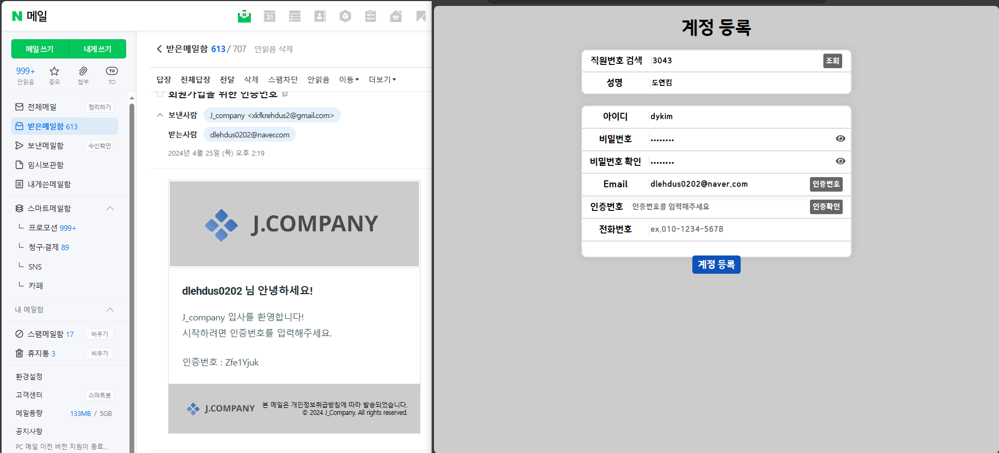 N 메일
31
메일 쓰기 내게 쓰기
999+
안읽음 중요 첨부 TO
전체메일 정리하기
받은메일함 613
보낸메일함 수신확인
임시보관함
내게쓴메일함
스마트메일함
프로모션 999+
청구·결제 89
SNS
카페
내 메일함
스팸메일함 17 비우기
휴지통 3 비우기
환경설정
고객센터 스마트봇
메일용량 133MB / 5GB
공지사항
PC 메일 이전 버전 지원이 종료...
받은메일함 613 / 707 안읽음 삭제
답장 전체답장 전달 삭제 스팸차단 안읽음 이동 더보기
회원가입을 위한 인증번호
보낸사람 J_company <xkfkrehdus2@gmail.com>
받는사람 dlehdus0202@naver.com
2024년 4월 25일 (목) 오후 2:19
J.COMPANY
dlehdus0202 님 안녕하세요!
J_company 입사를 환영합니다!
시작하려면 인증번호를 입력해주세요.
인증번호 : Zfe1Yjuk
J.COMPANY
본 메일은 개인정보취급방침에 따라 발송되었습니다.
© 2024 J_Company. All rights reserved.
계정 등록
직원번호 검색 3043 조회
성명 도연킴
아이디 dykim
비밀번호 ••••••••
비밀번호 확인 ••••••••
Email dlehdus0202@naver.com 인증번호
인증번호 인증번호를 입력해주세요 인증확인
전화번호 ex.010-1234-5678
계정 등록